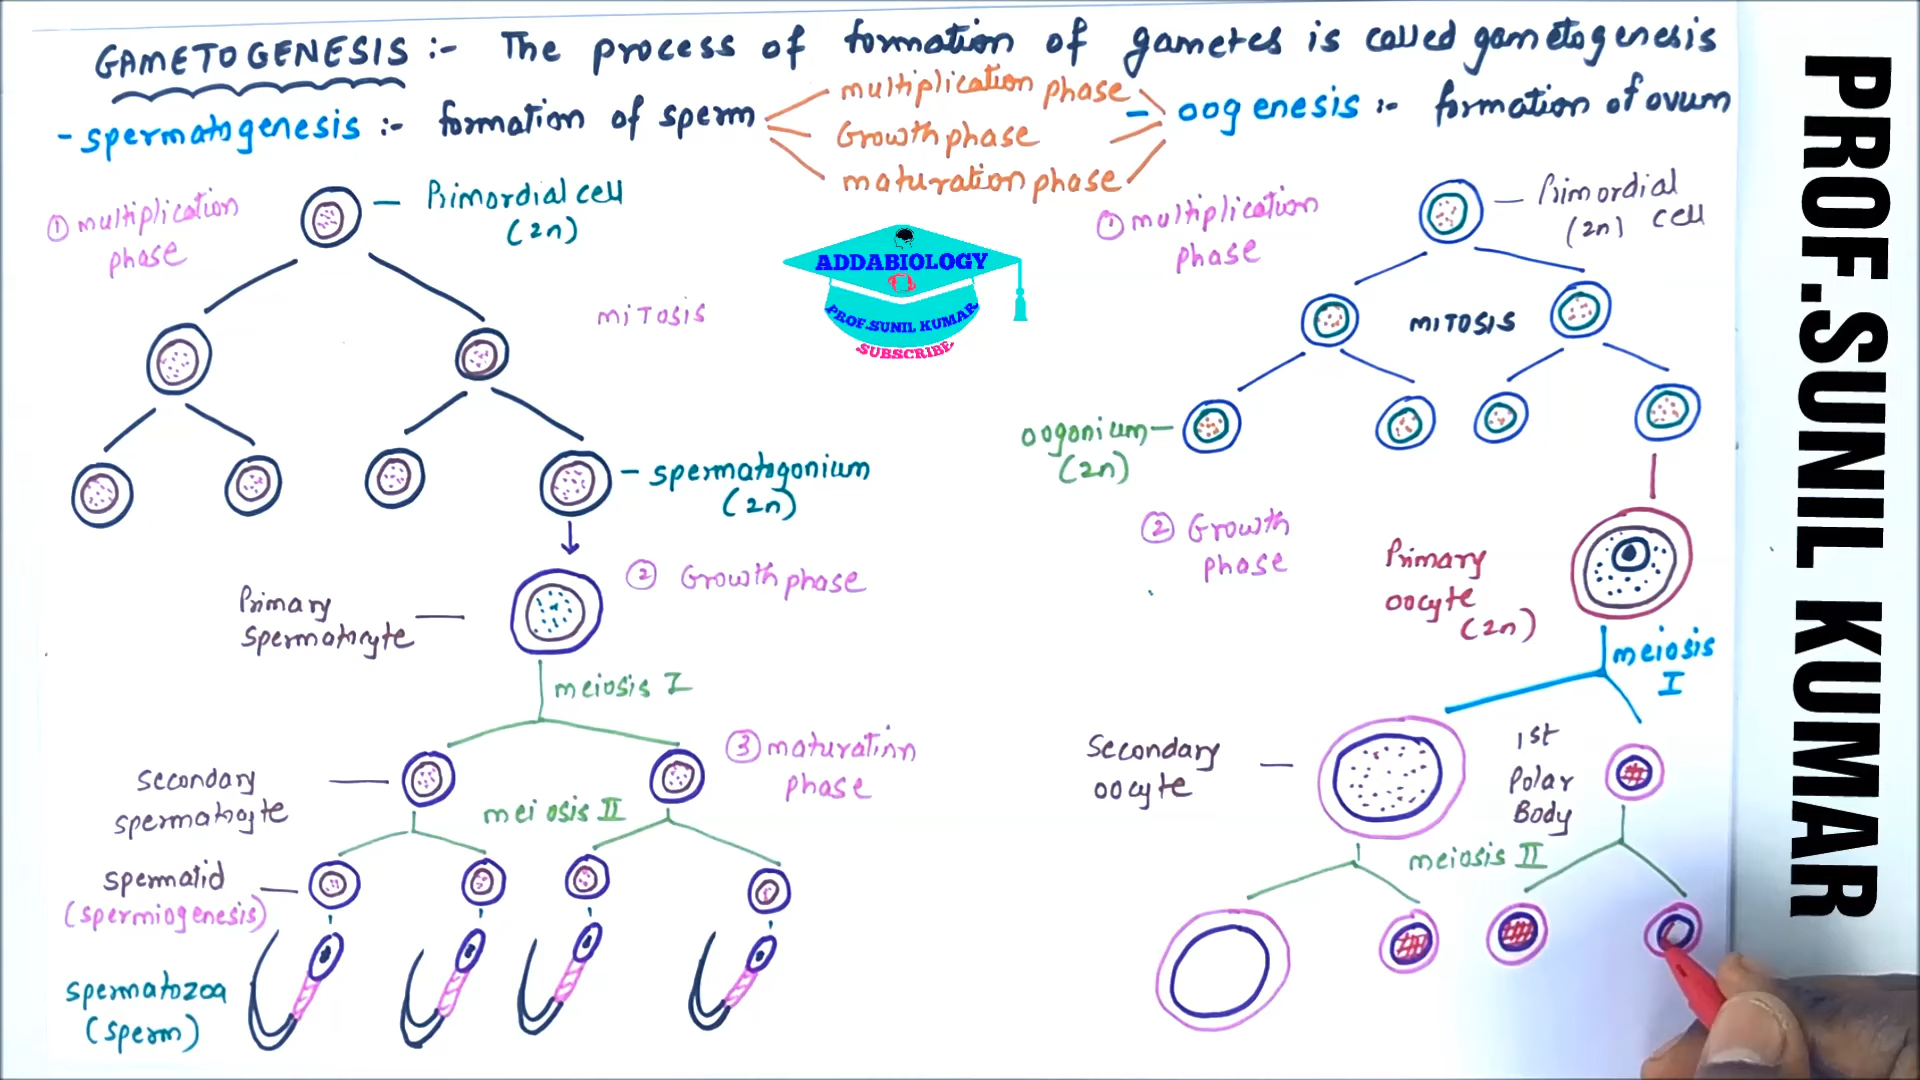 GAMETOGENESIS :- The process of formation of gametes is called gametogenesis
- spermatogenesis :- formation of sperm
multiplication phase
Growth phase
maturation phase
- oogenesis :- formation of ovum
① multiplication
phase
Primordial cell
(2n)
mitosis
spermatogonium
(2n)
② Growth phase
Primary
spermatocyte
meiosis I
③ maturation
phase
Secondary
spermatocyte
meiosis II
spermatid
(spermiogenesis)
spermatozoa
(sperm)
ADDABIOLOGY
PROF.SUNIL KUMAR
SUBSCRIBE
① multiplication
phase
Primordial
(2n) cell
MITOSIS
oogonium
(2n)
② Growth
phase
Primary
oocyte
(2n)
meiosis
I
Secondary
oocyte
1st
Polar
Body
meiosis II
PROF.SUNIL KUMAR